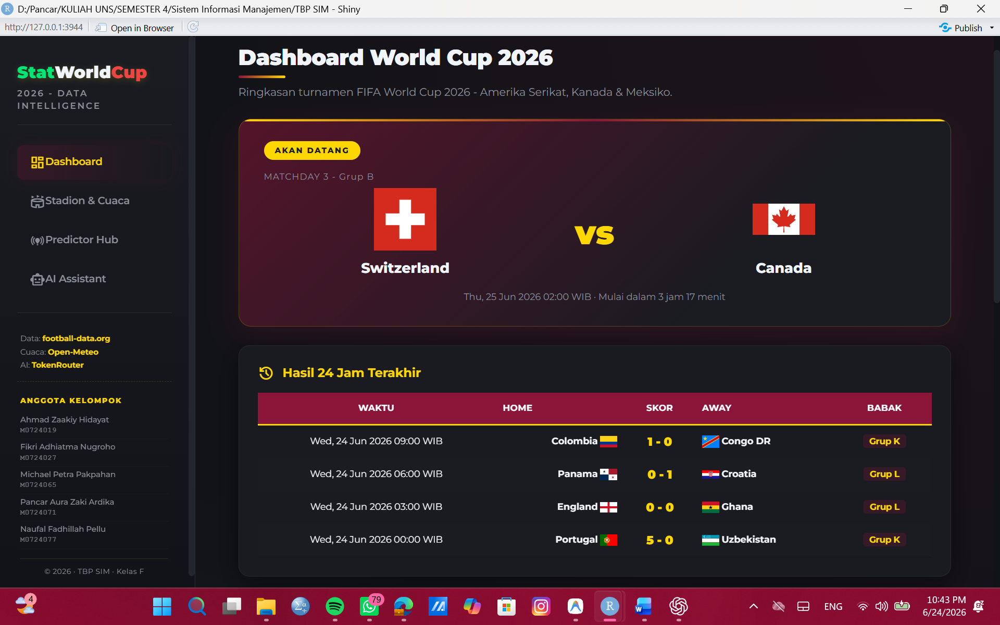 D:/Pancar/KULIAH UNS/SEMESTER 4/Sistem Informasi Manajemen/TBP SIM - Shiny
http://127.0.0.1:3944
Open in Browser
Publish
StatWorldCup
2026 - DATA
INTELLIGENCE
Dashboard
Stadion & Cuaca
Predictor Hub
AI Assistant
Data: football-data.org
Cuaca: Open-Meteo
AI: TokenRouter
ANGGOTA KELOMPOK
Ahmad Zaakiy Hidayat
M0724019
Fikri Adhiatma Nugroho
M0724027
Michael Petra Pakpahan
M0724065
Pancar Aura Zaki Ardika
M0724071
Naufal Fadhillah Pellu
M0724077
© 2026 · TBP SIM · Kelas F
Dashboard World Cup 2026
Ringkasan turnamen FIFA World Cup 2026 - Amerika Serikat, Kanada & Meksiko.
AKAN DATANG
MATCHDAY 3 - Grup B
VS
Switzerland
Canada
Thu, 25 Jun 2026 02:00 WIB · Mulai dalam 3 jam 17 menit
Hasil 24 Jam Terakhir
WAKTU HOME SKOR AWAY BABAK
Wed, 24 Jun 2026 09:00 WIB Colombia 1 - 0 Congo DR Grup K
Wed, 24 Jun 2026 06:00 WIB Panama 0 - 1 Croatia Grup L
Wed, 24 Jun 2026 03:00 WIB England 0 - 0 Ghana Grup L
Wed, 24 Jun 2026 00:00 WIB Portugal 5 - 0 Uzbekistan Grup K
4
79
ENG
10:43 PM
6/24/2026